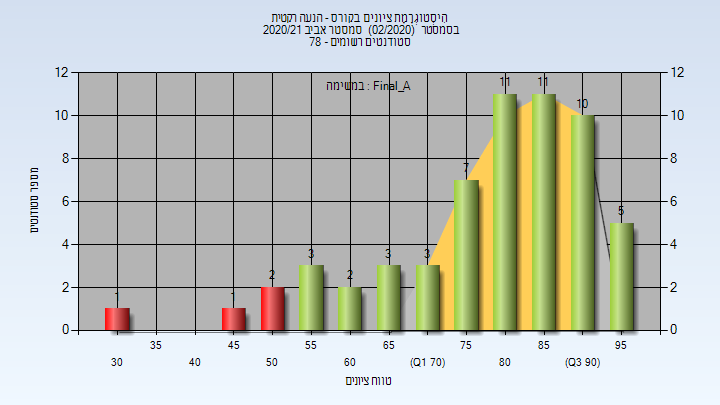 היסטוגרמת ציונים בקורס - הנעה רקטית
בסמסטר (02/2020) סמסטר אביב 2020/21
סטודנטים רשומים - 78
במשימה : Final_A
מספר סטודנטים
12 12
10 10
8 8
6 6
4 4
2 2
0 0
1 1 2 3 2 3 3 7 11 11 10 5
35 45 55 65 75 85 95
30 40 50 60 (Q1 70) 80 (Q3 90)
טווח ציונים